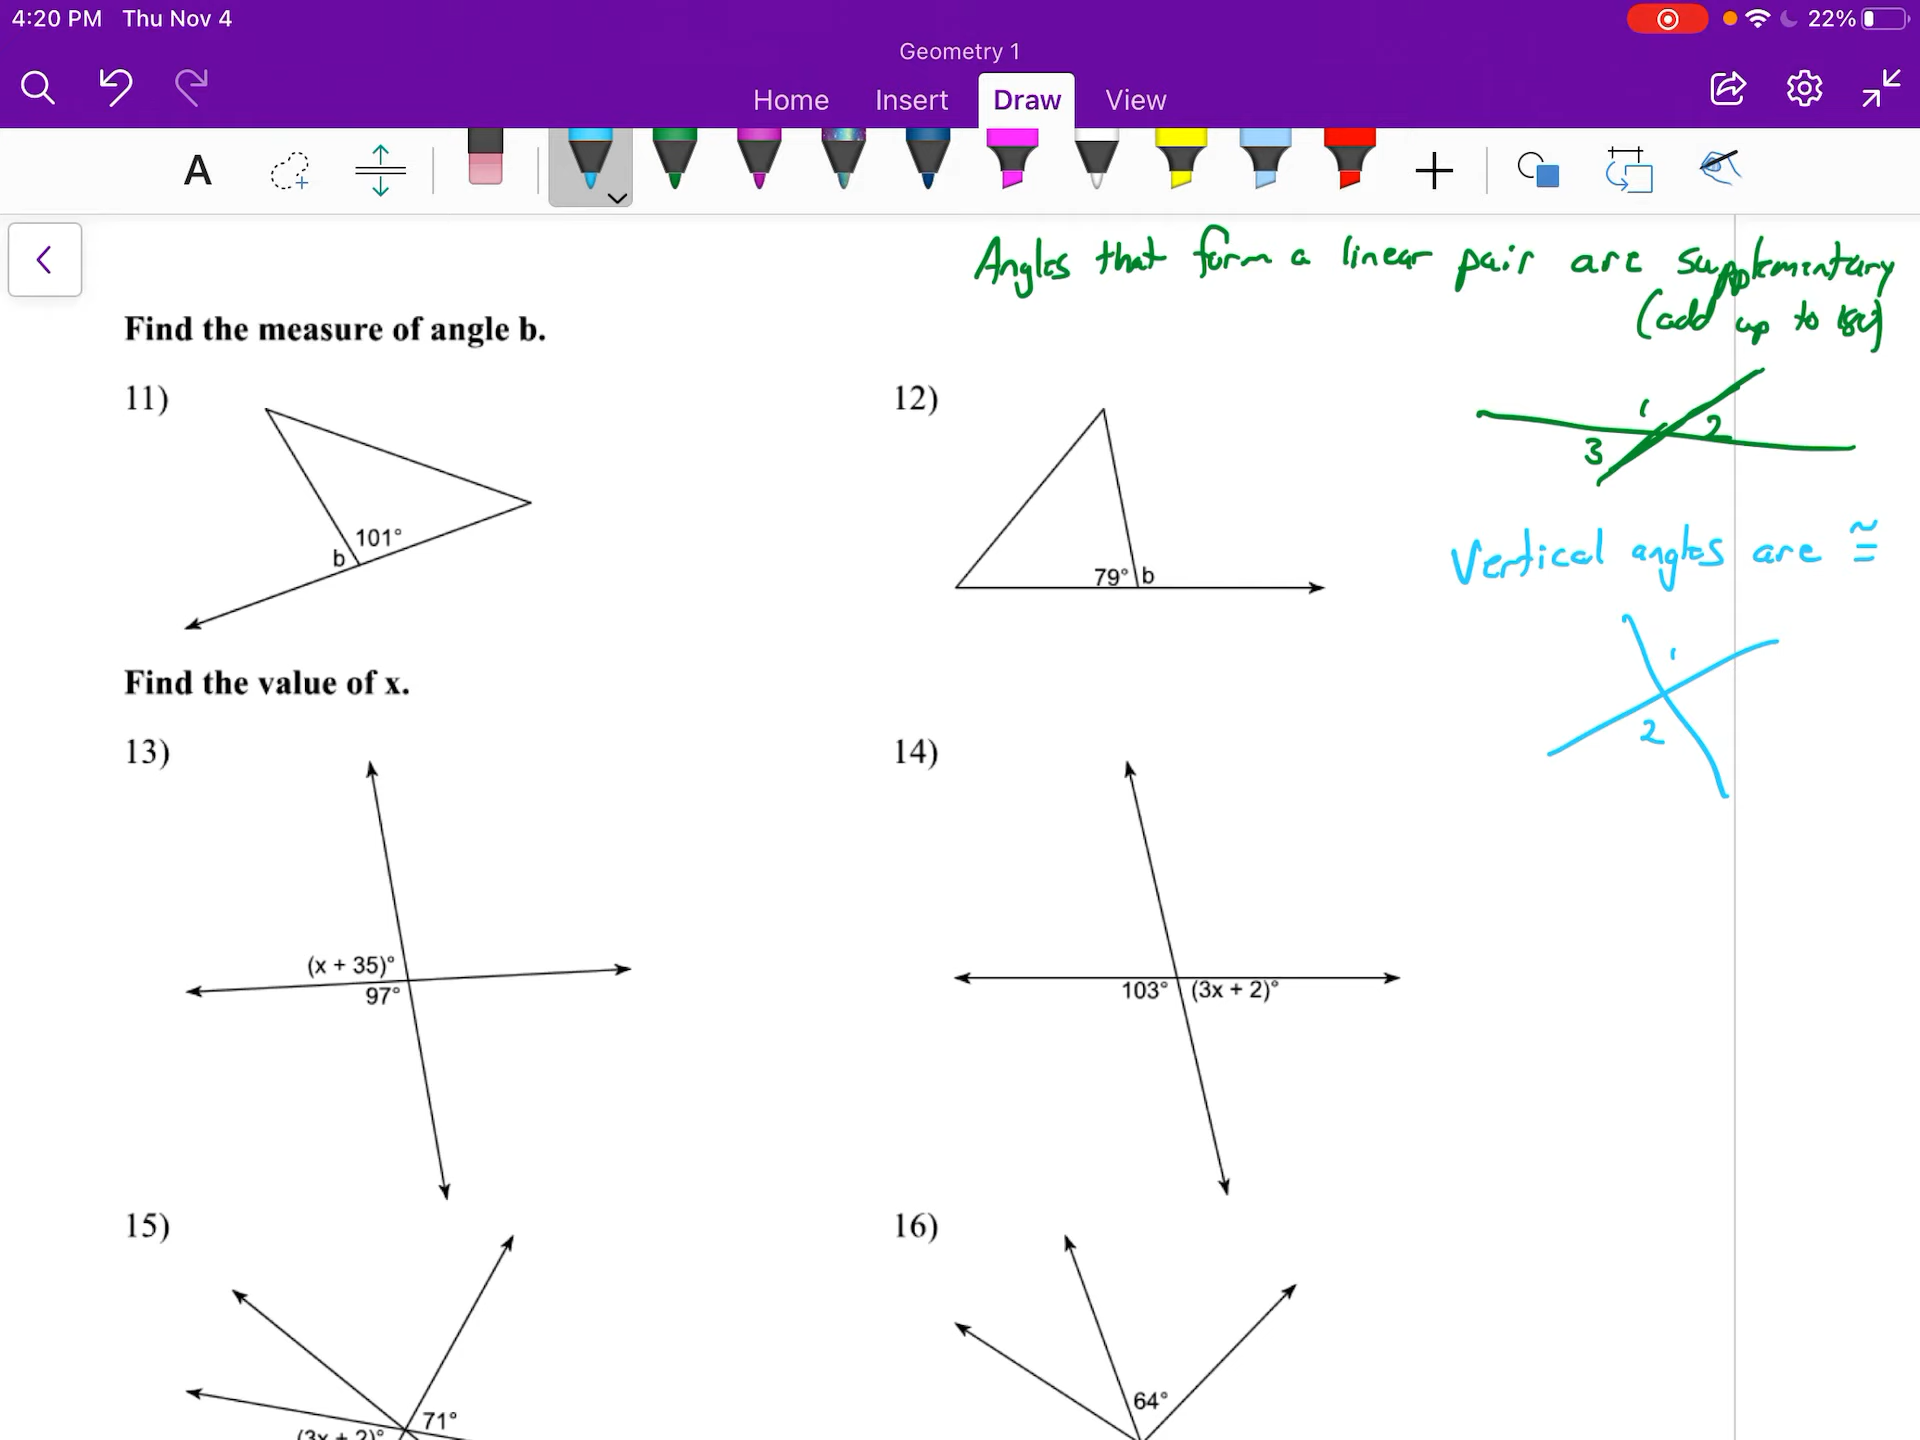 4:20 PM Thu Nov 4
22%
Geometry 1
Home Insert Draw View
A
Angles that form a linear pair are supplementary
(add up to 180)
Find the measure of angle b.
11)
101°
b
12)
79° b
1
2
3
Vertical angles are ≅
1
2
Find the value of x.
13)
(x + 35)°
97°
14)
103° (3x + 2)°
15)
71°
(3x + 2)°
16)
64°